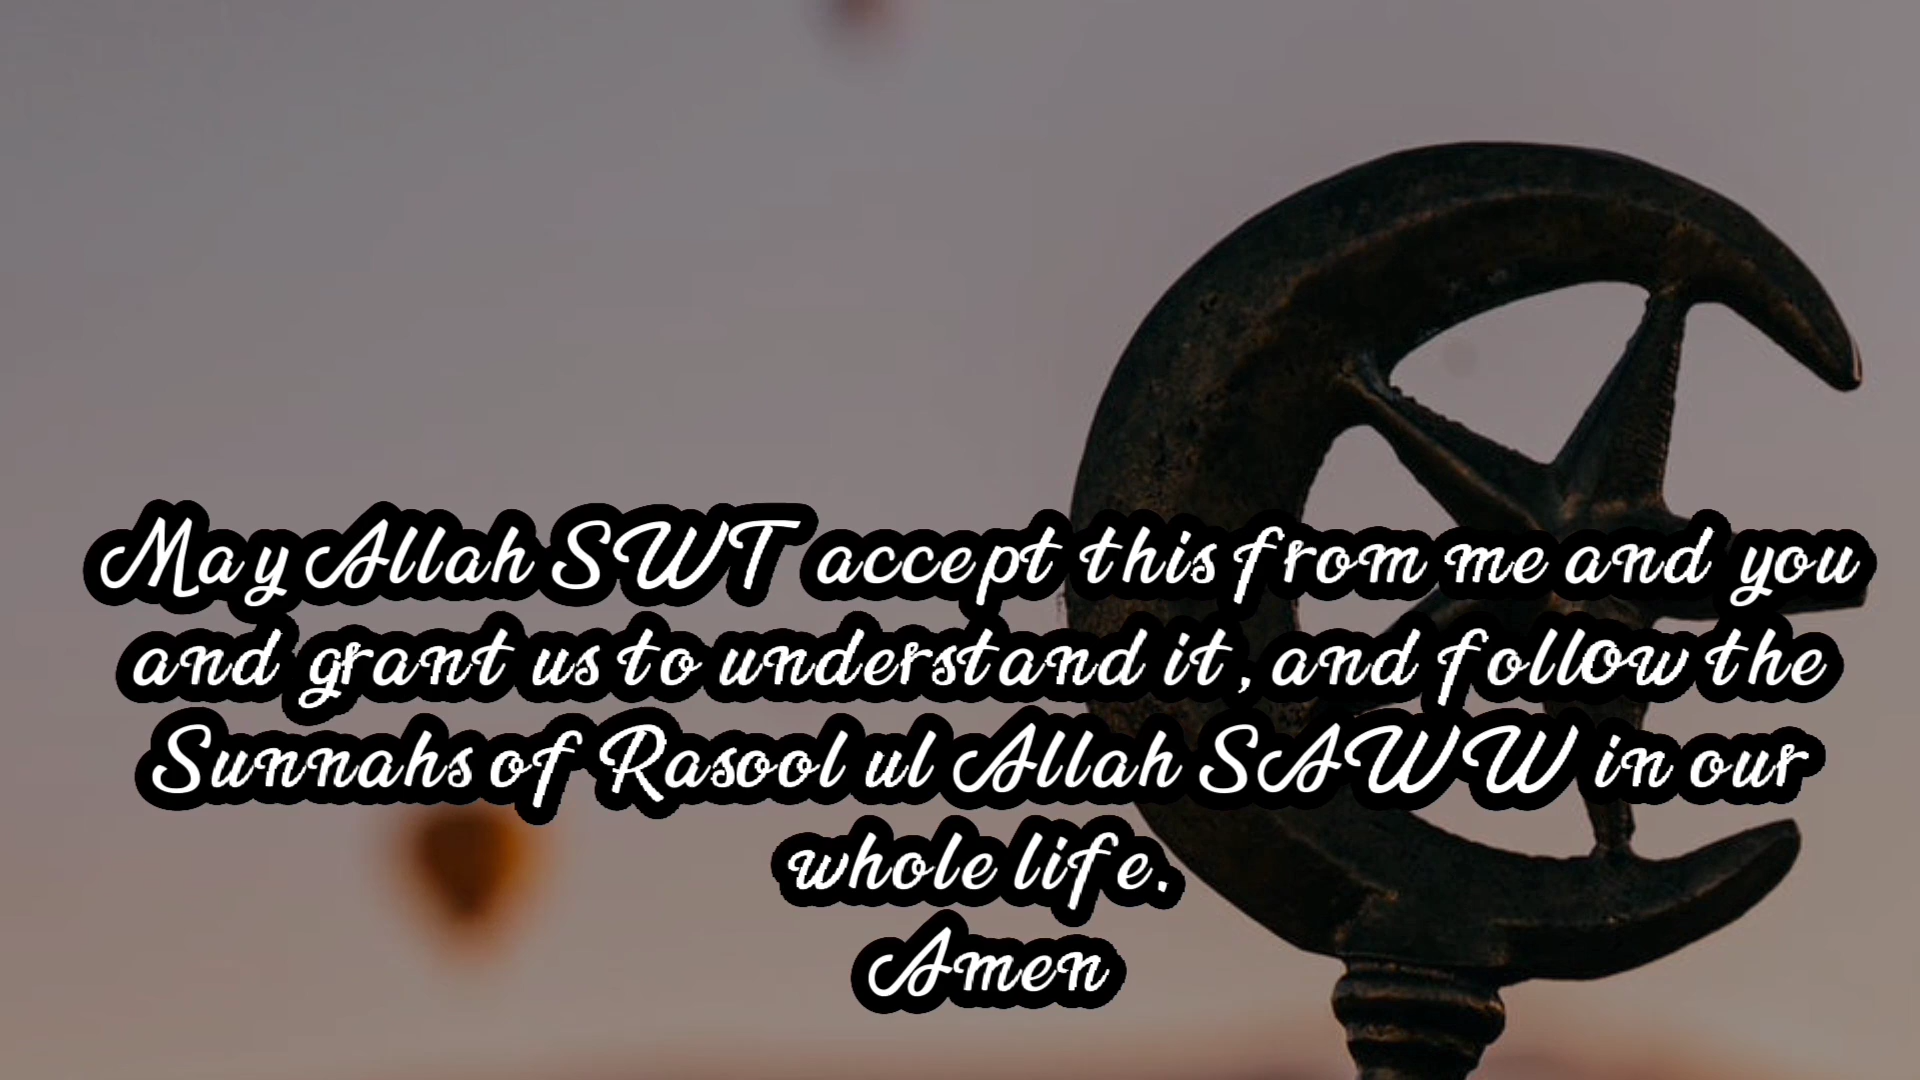 May Allah SWT accept this from me and you
and grant us to understand it, and follow the
Sunnahs of Rasool ul Allah SAWW in our
whole life.
Amen